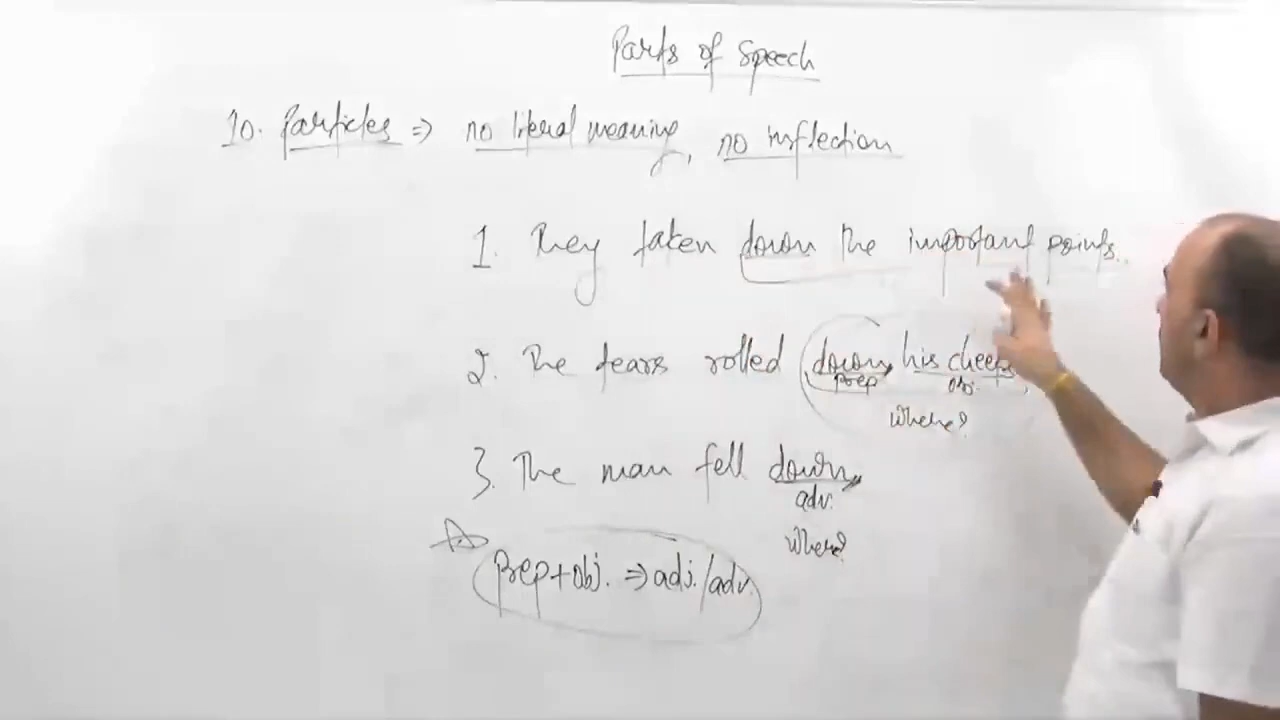 Parts of Speech
10. Particles ⇒ no literal meaning, no inflection
1. They taken down the important points.
2. The tears rolled down his cheeks
prep obj.
where?
3. The man fell down
adv.
where?
prep + obj. ⇒ adj./adv.